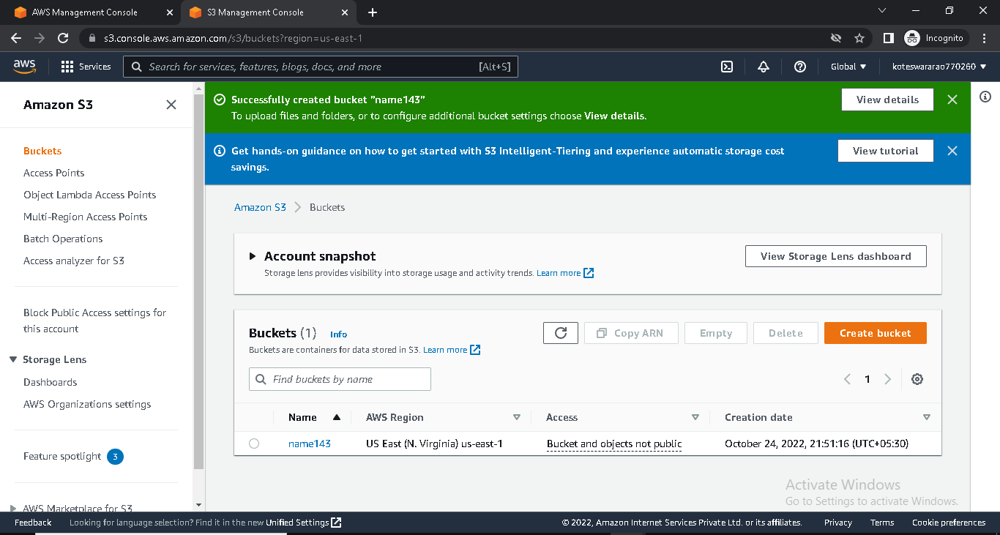 AWS Management Console
S3 Management Console
s3.console.aws.amazon.com/s3/buckets?region=us-east-1
Incognito
aws
Services
Search for services, features, blogs, docs, and more
[Alt+S]
Global
koteswararao770260
Amazon S3
Buckets
Access Points
Object Lambda Access Points
Multi-Region Access Points
Batch Operations
Access analyzer for S3
Block Public Access settings for
this account
Storage Lens
Dashboards
AWS Organizations settings
Feature spotlight 3
AWS Marketplace for S3
Successfully created bucket "name143"
To upload files and folders, or to configure additional bucket settings choose View details.
View details
Get hands-on guidance on how to get started with S3 Intelligent-Tiering and experience automatic storage cost
savings.
View tutorial
Amazon S3 > Buckets
Account snapshot
Storage lens provides visibility into storage usage and activity trends. Learn more
View Storage Lens dashboard
Buckets (1) Info
Buckets are containers for data stored in S3. Learn more
Copy ARN
Empty
Delete
Create bucket
Find buckets by name
1
Name AWS Region Access Creation date
name143 US East (N. Virginia) us-east-1 Bucket and objects not public October 24, 2022, 21:51:16 (UTC+05:30)
Activate Windows
Go to Settings to activate Windows.
Feedback Looking for language selection? Find it in the new Unified Settings © 2022, Amazon Internet Services Private Ltd. or its affiliates. Privacy Terms Cookie preferences